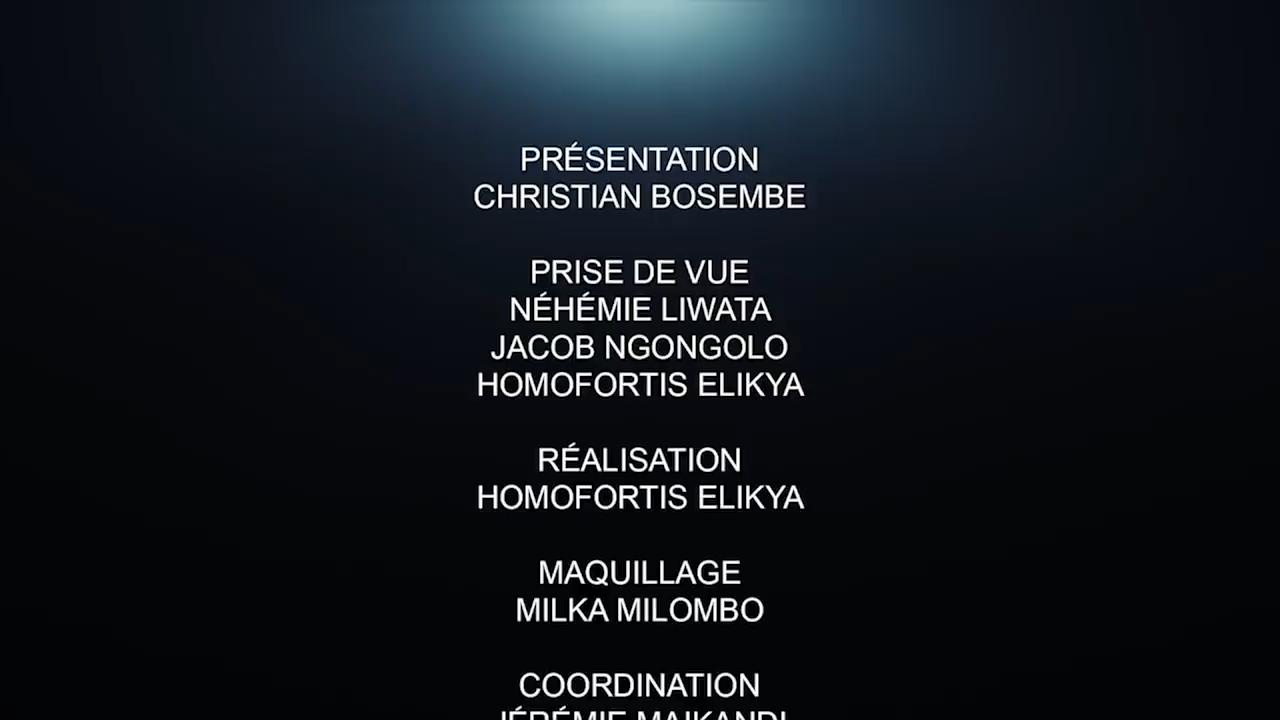 PRÉSENTATION
CHRISTIAN BOSEMBE
PRISE DE VUE
NÉHÉMIE LIWATA
JACOB NGONGOLO
HOMOFORTIS ELIKYA
RÉALISATION
HOMOFORTIS ELIKYA
MAQUILLAGE
MILKA MILOMBO
COORDINATION
JÉRÉMIE